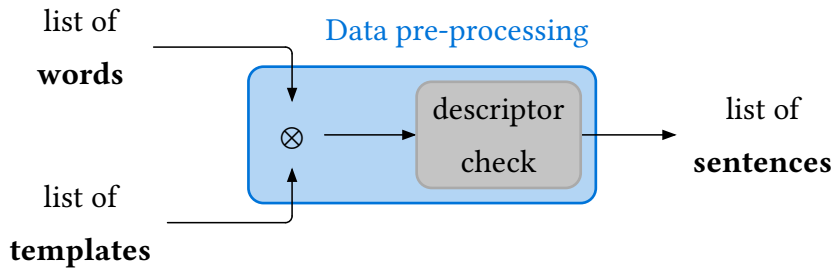 list of
words
Data pre-processing
⊗
descriptor
check
list of
sentences
list of
templates